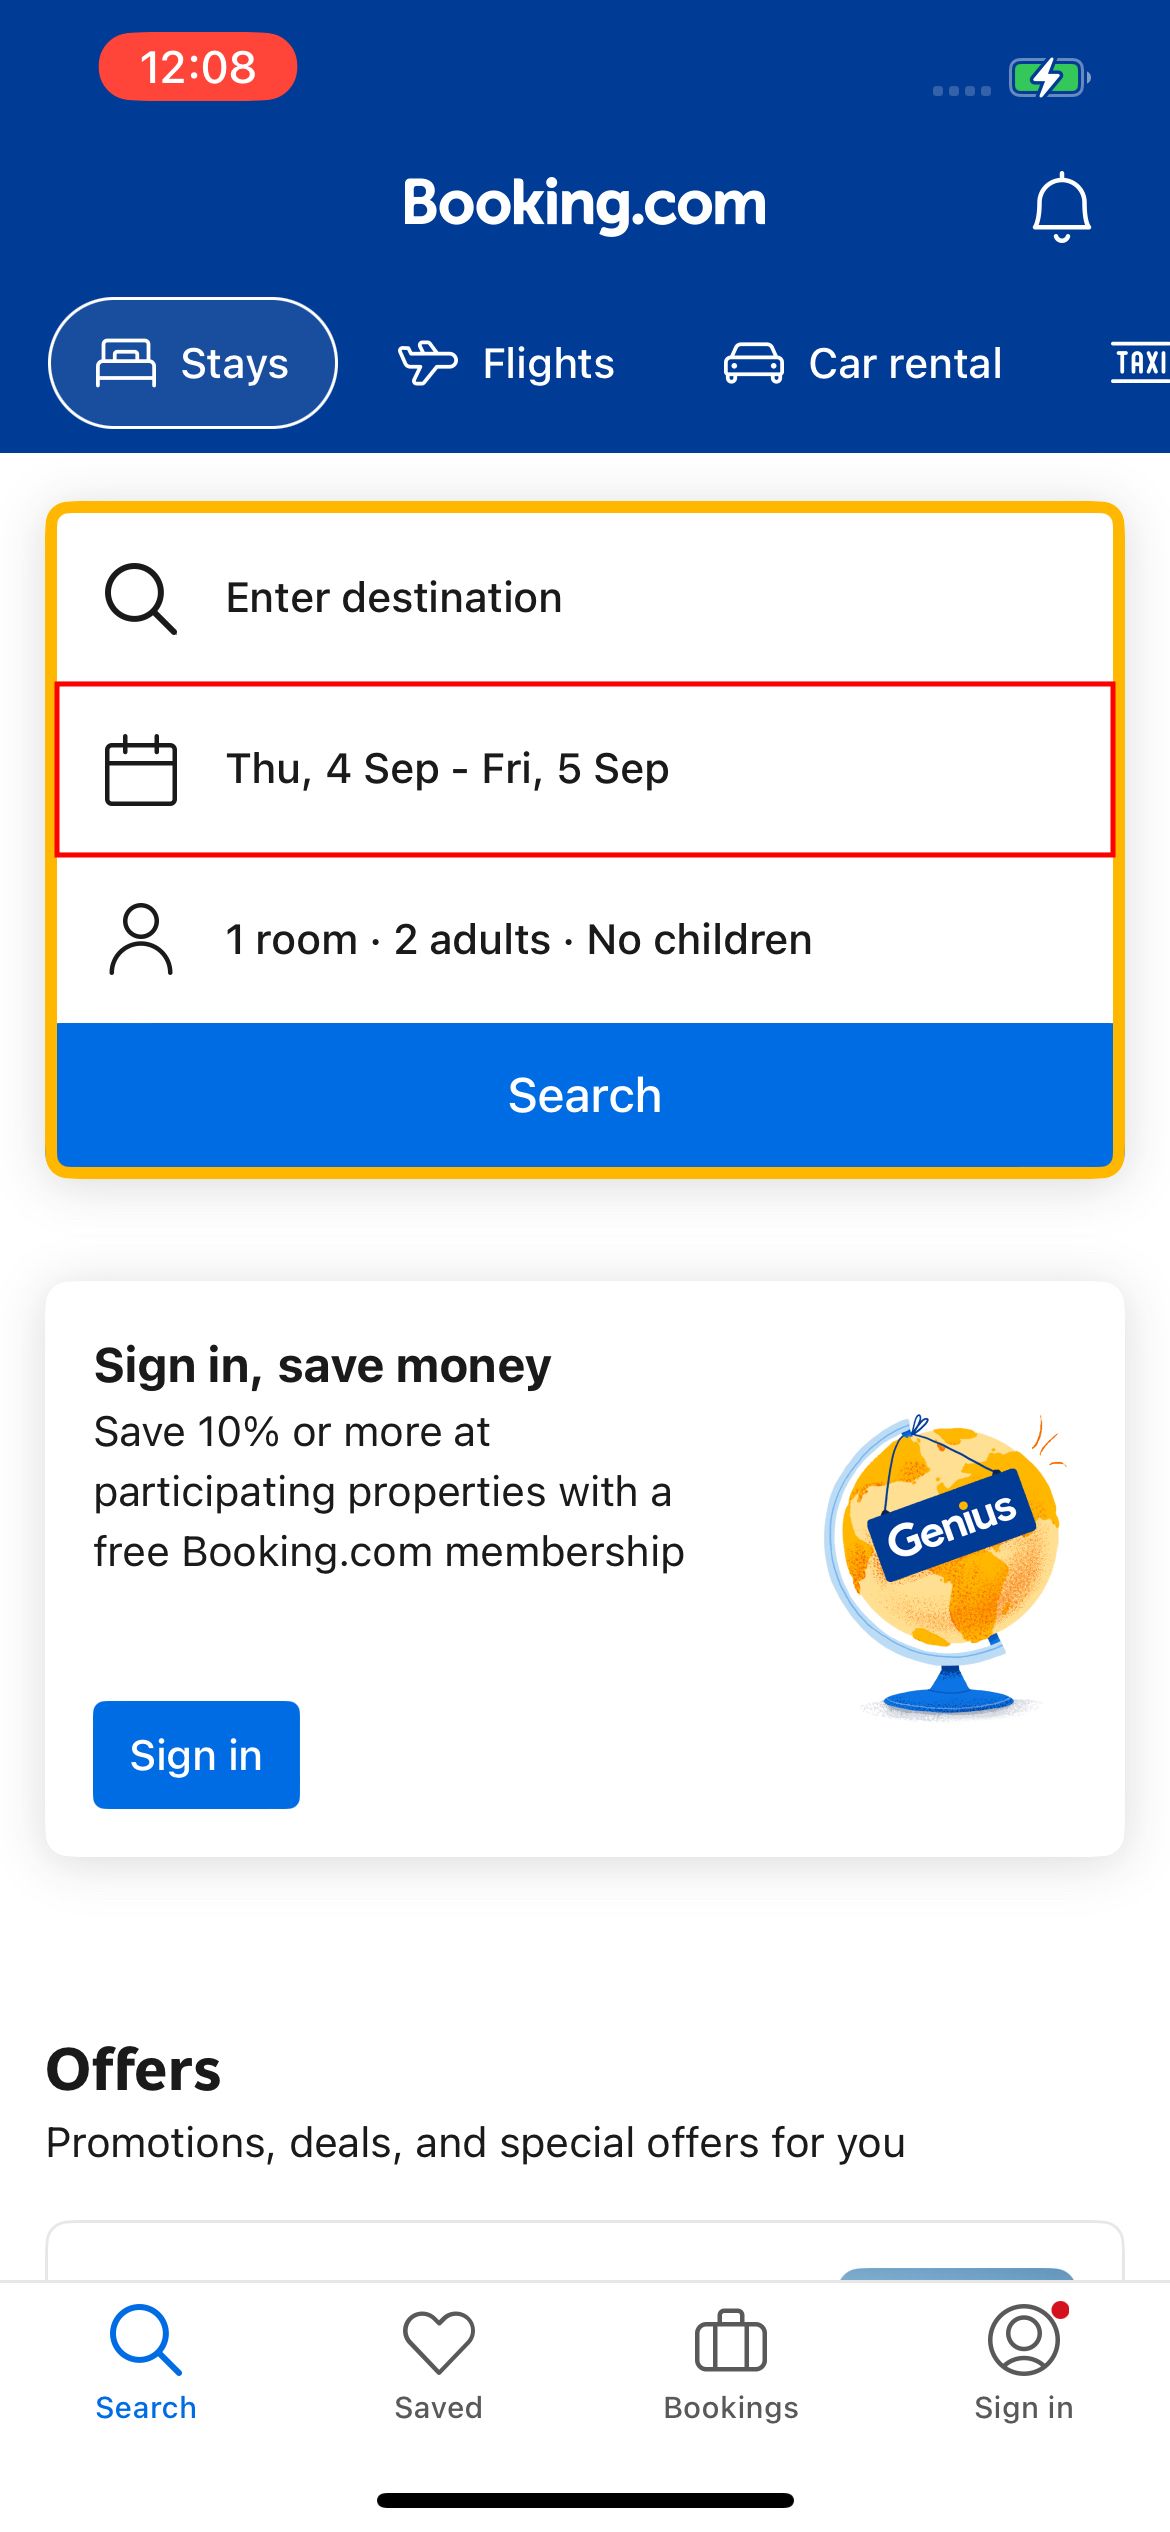 12:08
Booking.com
Stays
Flights
Car rental
TAXI
Enter destination
Thu, 4 Sep - Fri, 5 Sep
1 room · 2 adults · No children
Search
Sign in, save money
Save 10% or more at
participating properties with a
free Booking.com membership
Genius
Sign in
Offers
Promotions, deals, and special offers for you
Search
Saved
Bookings
Sign in